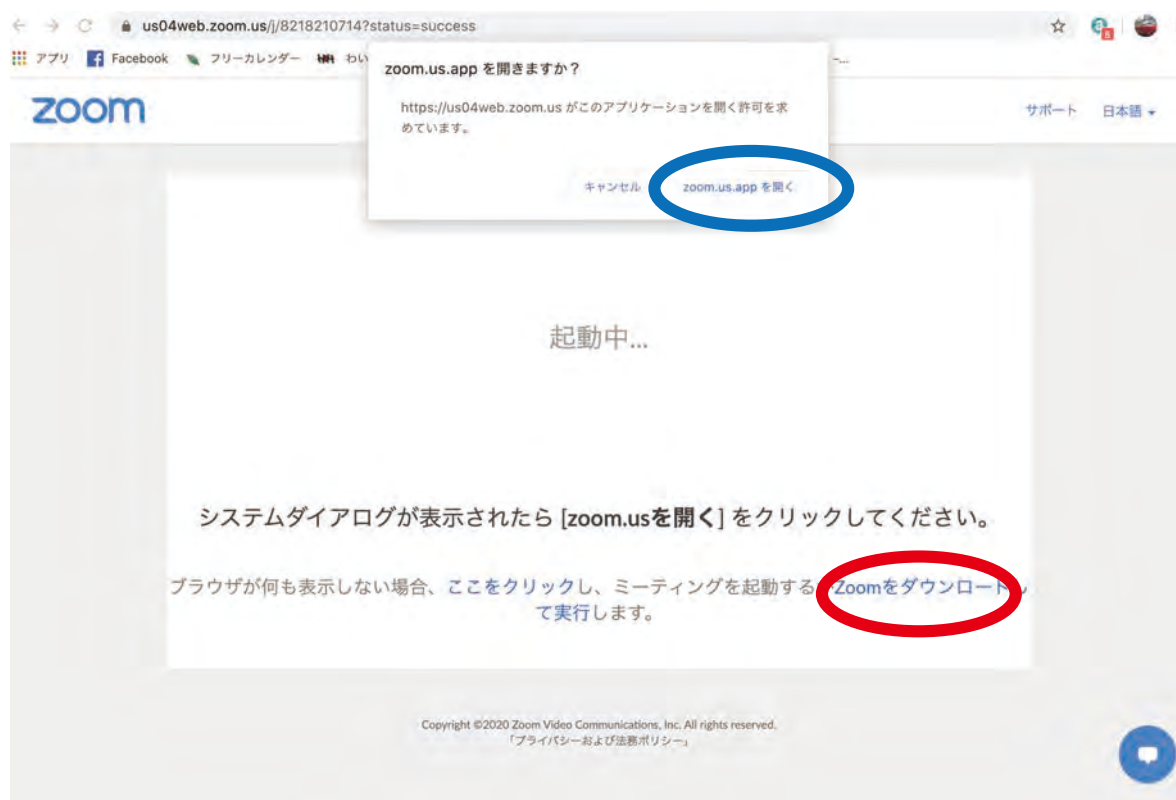 us04web.zoom.us/j/8218210714?status=success
アプリ Facebook フリーカレンダー わい
zoom.us.app を開きますか？
https://us04web.zoom.us がこのアプリケーションを開く許可を求
めています。
キャンセル zoom.us.app を開く
zoom
サポート 日本語
起動中...
システムダイアログが表示されたら [zoom.usを開く] をクリックしてください。
ブラウザが何も表示しない場合、ここをクリックし、ミーティングを起動する Zoomをダウンロード
て実行します。
Copyright ©2020 Zoom Video Communications, Inc. All rights reserved.
「プライバシーおよび法務ポリシー」